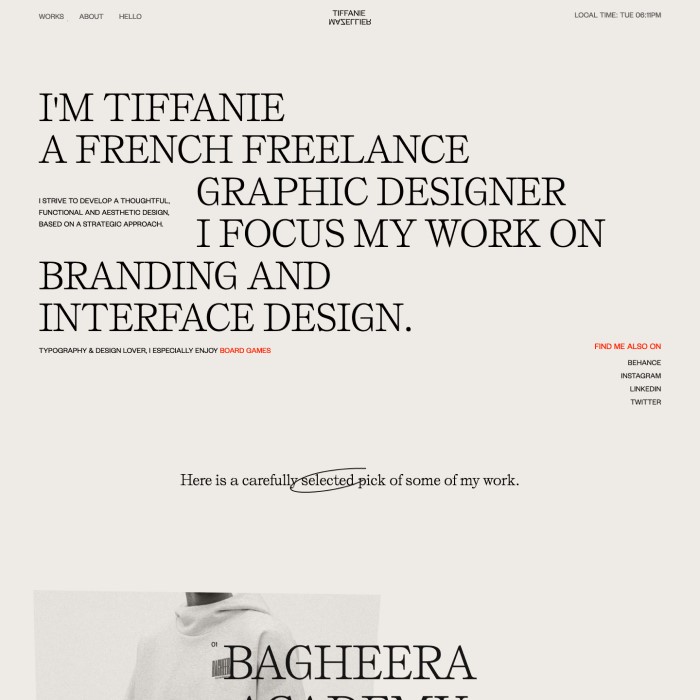 WORKS ABOUT HELLO
TIFFANIE
MAZELLIER
LOCAL TIME: TUE 06:11PM
I'M TIFFANIE
A FRENCH FREELANCE
GRAPHIC DESIGNER
I STRIVE TO DEVELOP A THOUGHTFUL,
FUNCTIONAL AND AESTHETIC DESIGN,
BASED ON A STRATEGIC APPROACH.
I FOCUS MY WORK ON
BRANDING AND
INTERFACE DESIGN.
TYPOGRAPHY & DESIGN LOVER, I ESPECIALLY ENJOY BOARD GAMES
FIND ME ALSO ON
BEHANCE
INSTAGRAM
LINKEDIN
TWITTER
Here is a carefully selected pick of some of my work.
01
BAGHEERA
ACADEMY